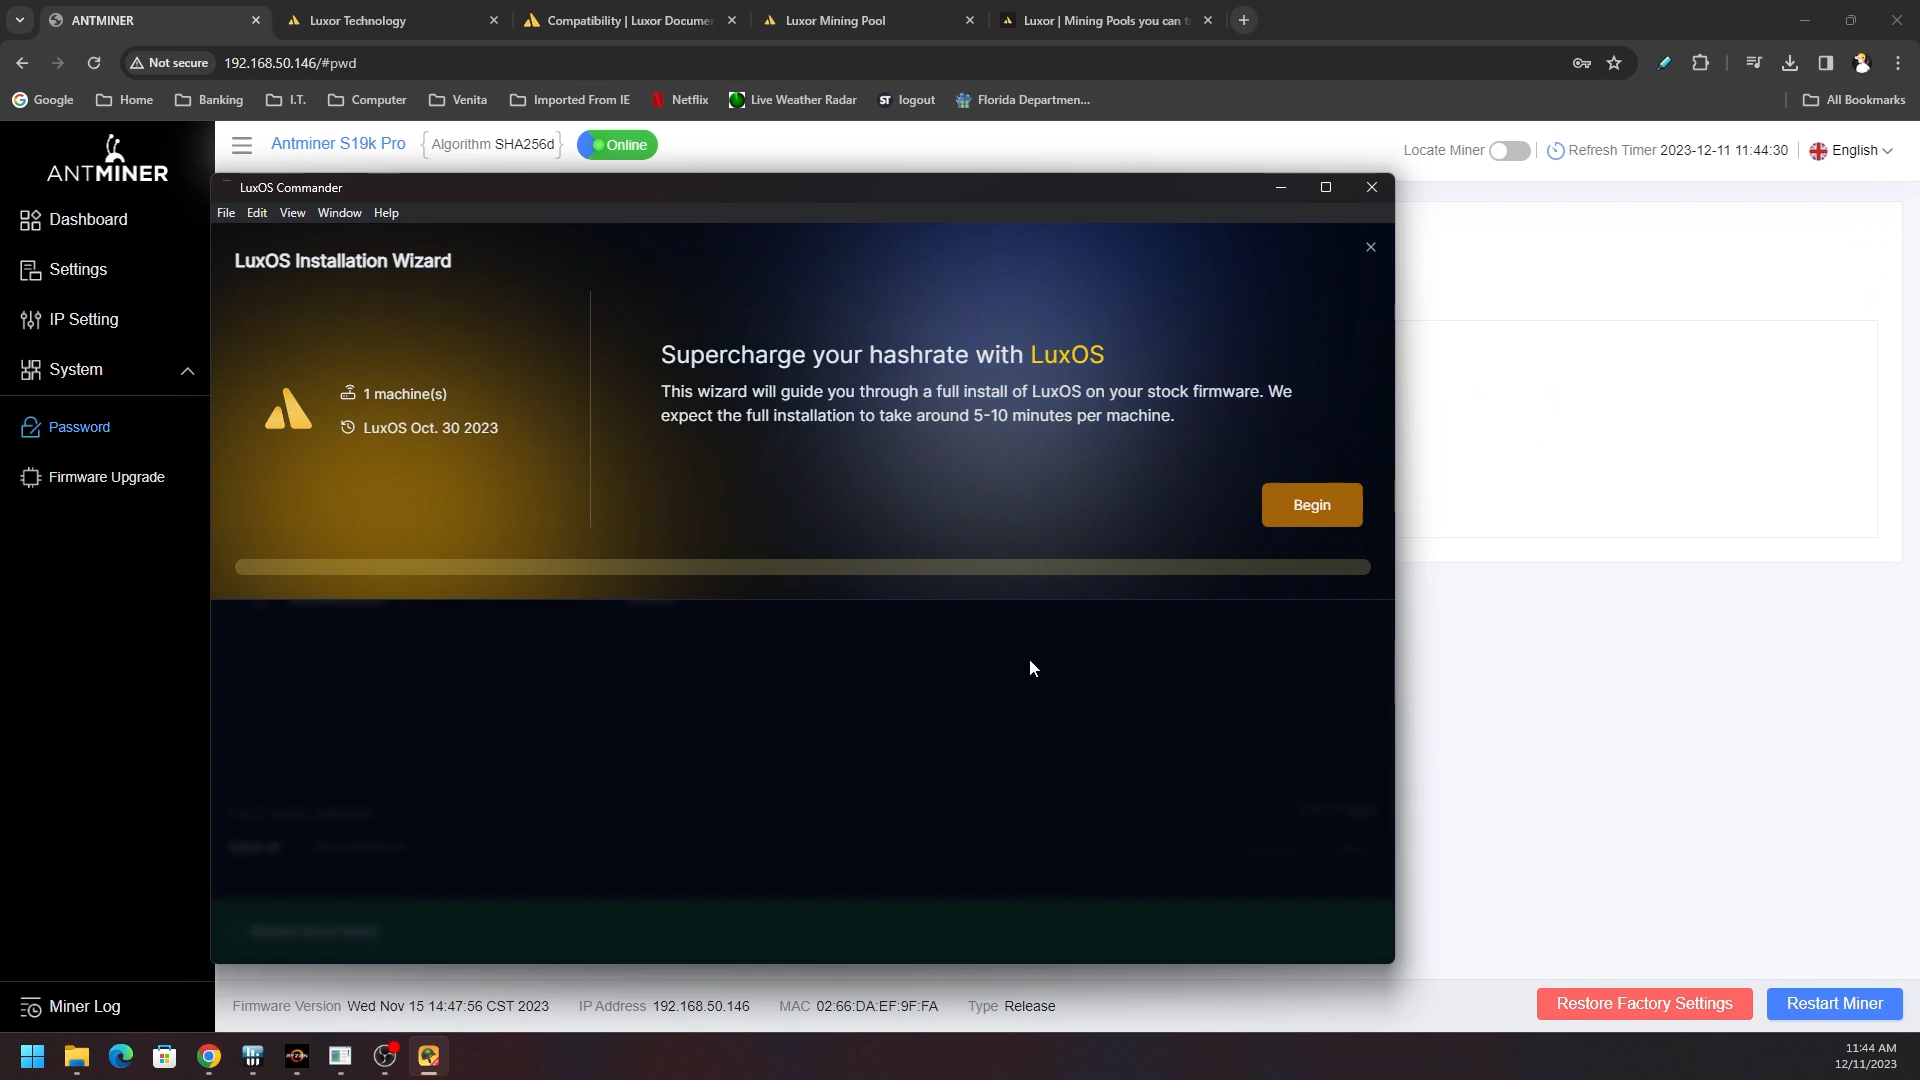 ANTMINER
Luxor Technology
Compatibility | Luxor Docume
Luxor Mining Pool
Luxor | Mining Pools you can t
Not secure
192.168.50.146/#pwd
Google
Home
Banking
I.T.
Computer
Venita
Imported From IE
Netflix
Live Weather Radar
ST logout
Florida Departmen...
All Bookmarks
ANTMINER
Antminer S19k Pro
Algorithm SHA256d
Online
Locate Miner
Refresh Timer 2023-12-11 11:44:30
English
Dashboard
Settings
IP Setting
System
Password
Firmware Upgrade
Miner Log
LuxOS Commander
File Edit View Window Help
LuxOS Installation Wizard
1 machine(s)
LuxOS Oct. 30 2023
Supercharge your hashrate with LuxOS
This wizard will guide you through a full install of LuxOS on your stock firmware. We
expect the full installation to take around 5-10 minutes per machine.
Begin
Firmware Version Wed Nov 15 14:47:56 CST 2023
IP Address 192.168.50.146
MAC 02:66:DA:EF:9F:FA
Type Release
Restore Factory Settings
Restart Miner
RYZEN
11:44 AM
12/11/2023